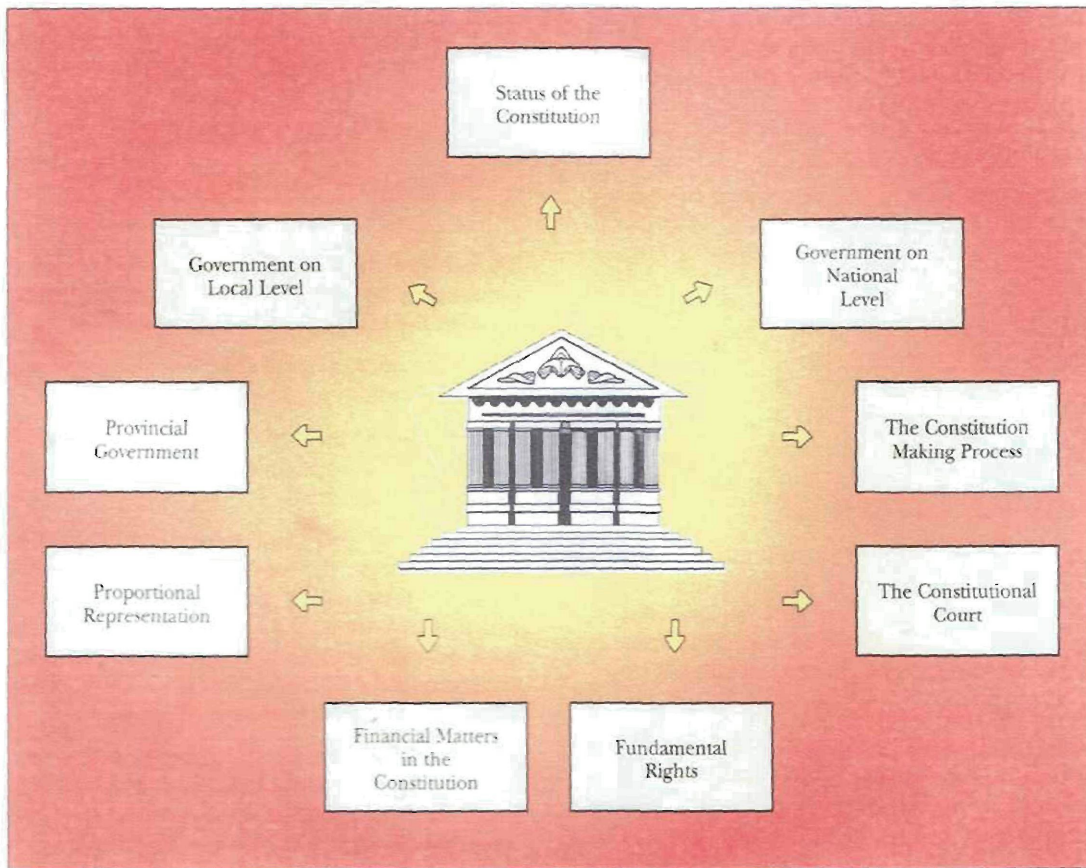 Status of the
Constitution
Government on
Local Level
Government on
National
Level
Provincial
Government
The Constitution
Making Process
Proportional
Representation
The Constitutional
Court
Financial Matters
in the
Constitution
Fundamental
Rights